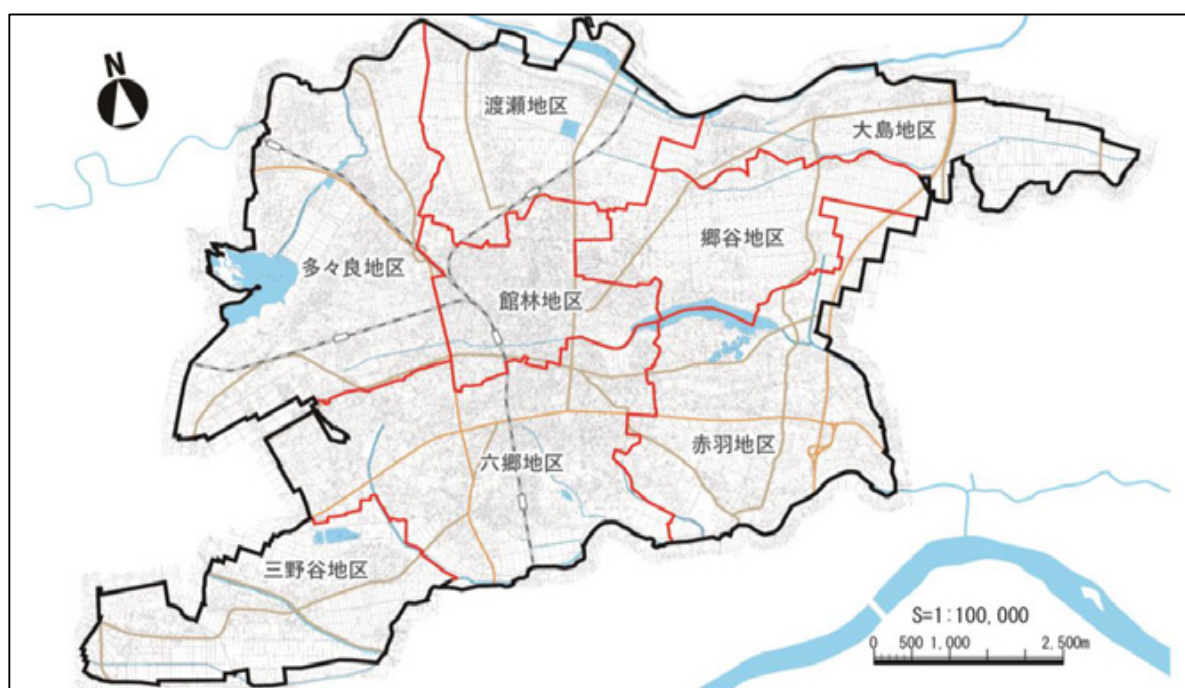 N
渡瀬地区
大島地区
郷谷地区
多々良地区
館林地区
赤羽地区
六郷地区
三野谷地区
S=1:100,000
0 500 1,000 2,500m